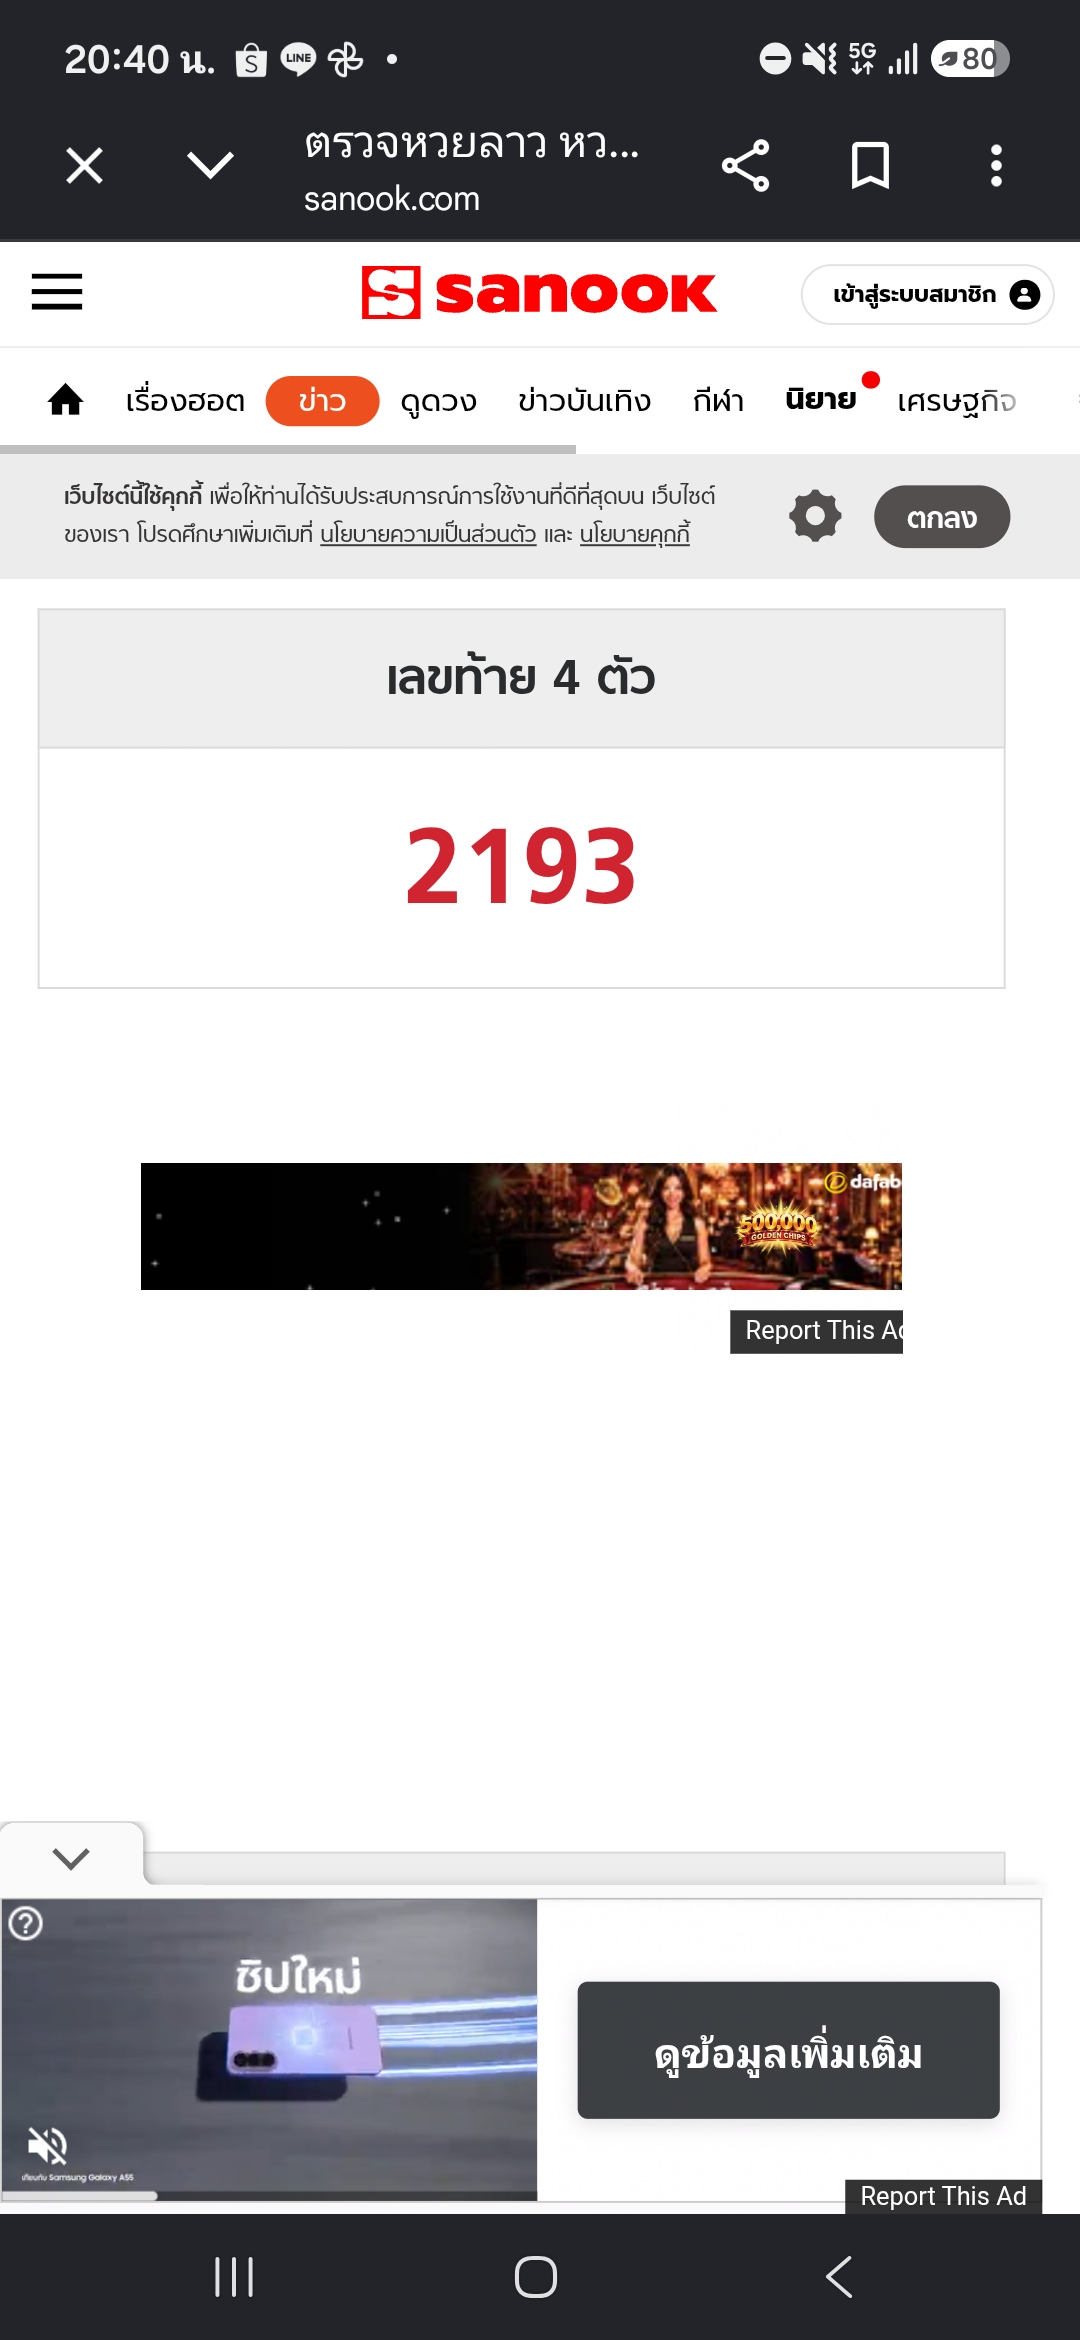 20:40 น.
5G
80
ตรวจหวยลาว หว...
sanook.com
sanook
เข้าสู่ระบบสมาชิก
เรื่องฮอต ข่าว ดูดวง ข่าวบันเทิง กีฬา นิยาย เศรษฐกิจ
เว็บไซต์นี้ใช้คุกกี้ เพื่อให้ท่านได้รับประสบการณ์การใช้งานที่ดีที่สุดบน เว็บไซต์
ของเรา โปรดศึกษาเพิ่มเติมที่ นโยบายความเป็นส่วนตัว และ นโยบายคุกกี้
ตกลง
เลขท้าย 4 ตัว
2193
dafab
500,000
GOLDEN CHIPS
Report This Ad
ชิปใหม่
เทียบกับ Samsung Galaxy A55
ดูข้อมูลเพิ่มเติม
Report This Ad